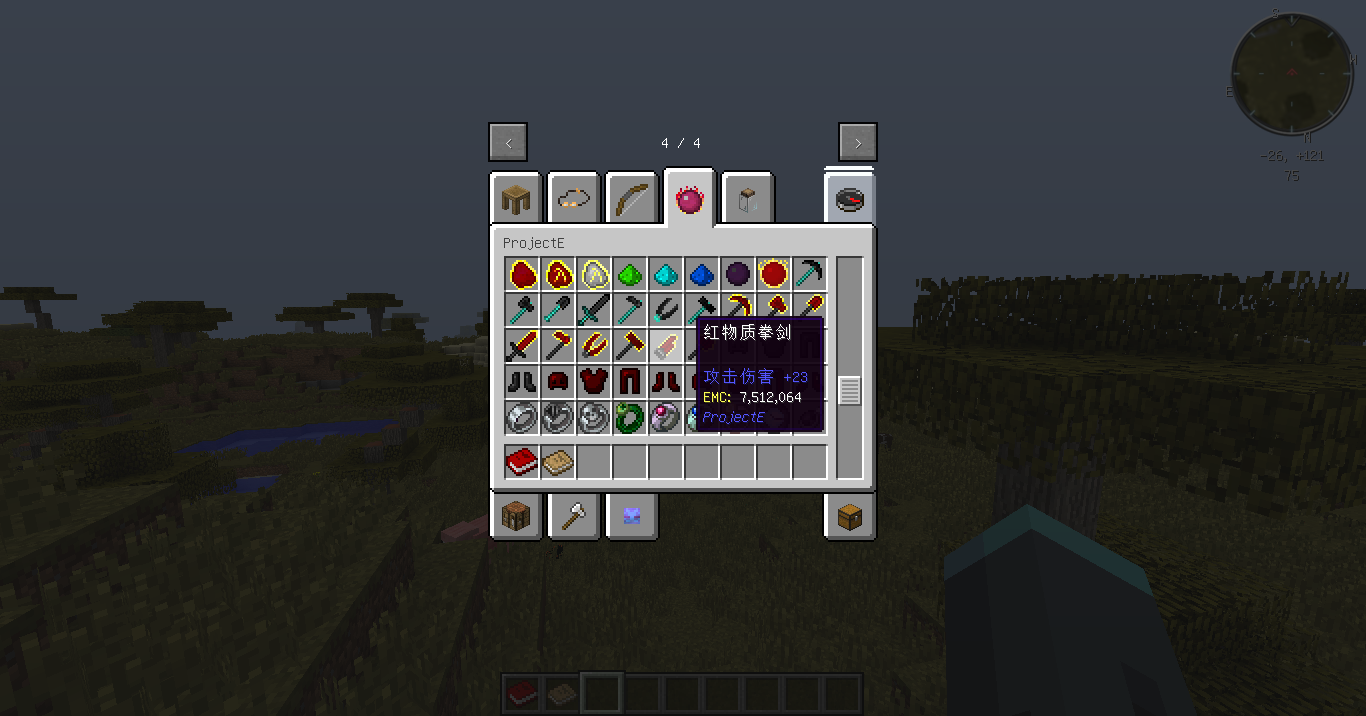 S
W
E
N
-26, +121
75
<
4 / 4
>
ProjectE
红物质拳剑
攻击伤害 +23
EMC: 7,512,064
ProjectE